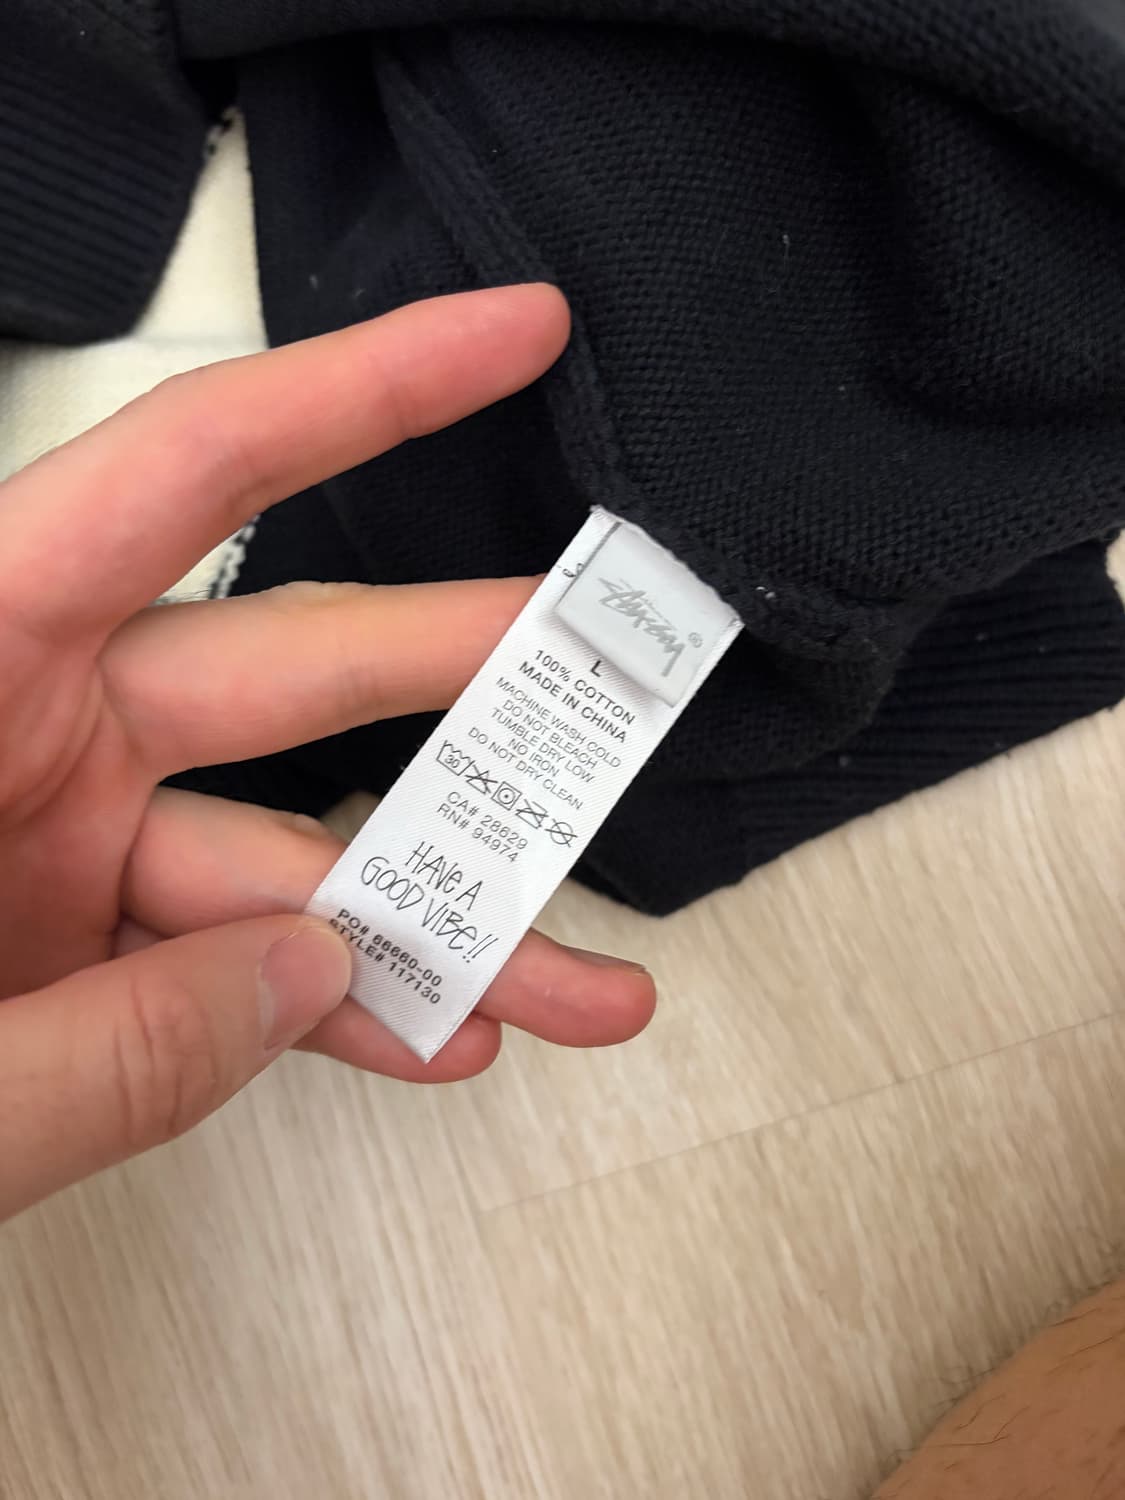 STÜSSY ®
L
100% COTTON
MADE IN CHINA
MACHINE WASH COLD
DO NOT BLEACH
TUMBLE DRY LOW
NO IRON
DO NOT DRY CLEAN
30
CA# 28629
RN# 94974
HAVE A
GOOD VIBE!!
PO# 66660-00
STYLE# 117130